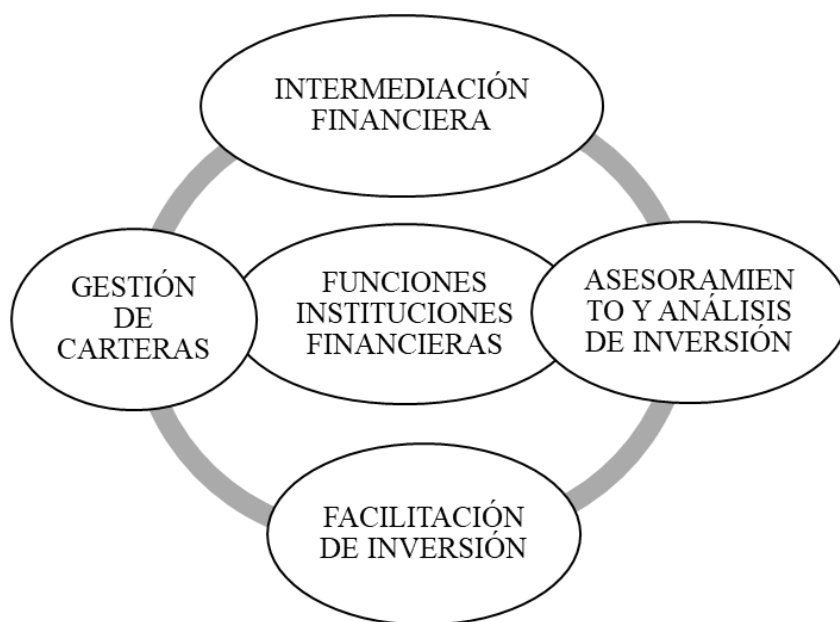 INTERMEDIACIÓN
FINANCIERA
GESTIÓN
DE
CARTERAS
FUNCIONES
INSTITUCIONES
FINANCIERAS
ASESORAMIEN
TO Y ANÁLISIS
DE INVERSIÓN
FACILITACIÓN
DE INVERSIÓN